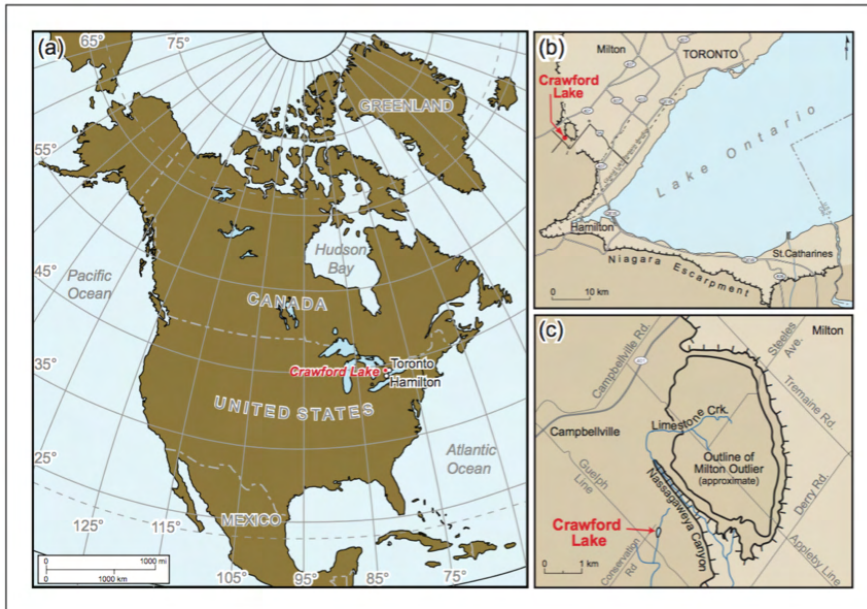 (a)
65°
75°
GREENLAND
55°
45°
Hudson
Bay
Pacific
Ocean
CANADA
35°
Crawford Lake
Toronto
Hamilton
UNITED STATES
25°
Atlantic
Ocean
MEXICO
125°
115°
105°
95°
85°
75°
0
1000 mi
0
1000 km
(b)
Milton
TORONTO
Crawford
Lake
Lake Ontario
Hamilton
St.Catharines
Niagara Escarpment
0
10 km
(c)
Campbellville Rd.
Milton
Steeles
Ave.
Tremaine Rd.
Limestone Crk.
Campbellville
Outline of
Milton Outlier
(approximate)
Guelph
Line
Nassagaweya Canyon
Derry Rd.
Crawford
Lake
Conservation
Rd
Appleby Line
0
1 km